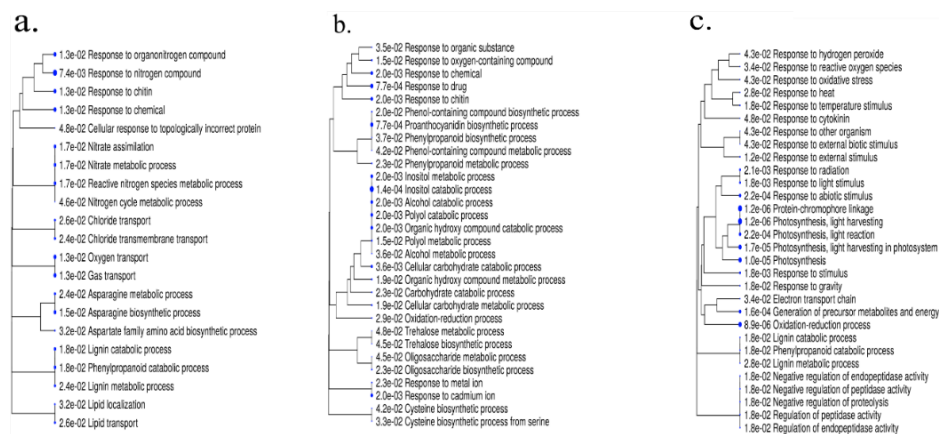 a.
1.3e-02 Response to organonitrogen compound
7.4e-03 Response to nitrogen compound
1.3e-02 Response to chitin
1.3e-02 Response to chemical
4.8e-02 Cellular response to topologically incorrect protein
1.7e-02 Nitrate assimilation
1.7e-02 Nitrate metabolic process
1.7e-02 Reactive nitrogen species metabolic process
4.6e-02 Nitrogen cycle metabolic process
2.6e-02 Chloride transport
2.4e-02 Chloride transmembrane transport
1.3e-02 Oxygen transport
1.3e-02 Gas transport
2.4e-02 Asparagine metabolic process
1.5e-02 Asparagine biosynthetic process
3.2e-02 Aspartate family amino acid biosynthetic process
1.8e-02 Lignin catabolic process
1.8e-02 Phenylpropanoid catabolic process
2.4e-02 Lignin metabolic process
3.2e-02 Lipid localization
2.6e-02 Lipid transport
b.
3.5e-02 Response to organic substance
1.5e-02 Response to oxygen-containing compound
2.0e-03 Response to chemical
7.7e-04 Response to drug
2.0e-03 Response to chitin
2.0e-02 Phenol-containing compound biosynthetic process
7.7e-04 Proanthocyanidin biosynthetic process
3.7e-02 Phenylpropanoid biosynthetic process
4.2e-02 Phenol-containing compound metabolic process
2.3e-02 Phenylpropanoid metabolic process
2.0e-03 Inositol metabolic process
1.4e-04 Inositol catabolic process
2.0e-03 Alcohol catabolic process
2.0e-03 Polyol catabolic process
2.0e-03 Organic hydroxy compound catabolic process
1.5e-02 Polyol metabolic process
3.6e-02 Alcohol metabolic process
3.6e-03 Cellular carbohydrate catabolic process
1.9e-02 Organic hydroxy compound metabolic process
2.3e-02 Carbohydrate catabolic process
1.9e-02 Cellular carbohydrate metabolic process
2.9e-02 Oxidation-reduction process
4.8e-02 Trehalose metabolic process
4.5e-02 Trehalose biosynthetic process
4.5e-02 Oligosaccharide metabolic process
2.3e-02 Oligosaccharide biosynthetic process
2.3e-02 Response to metal ion
2.0e-03 Response to cadmium ion
4.2e-02 Cysteine biosynthetic process
3.3e-02 Cysteine biosynthetic process from serine
c.
4.3e-02 Response to hydrogen peroxide
3.4e-02 Response to reactive oxygen species
4.3e-02 Response to oxidative stress
2.8e-02 Response to heat
1.8e-02 Response to temperature stimulus
4.8e-02 Response to cytokinin
4.3e-02 Response to other organism
4.3e-02 Response to external biotic stimulus
1.2e-02 Response to external stimulus
2.1e-03 Response to radiation
1.8e-03 Response to light stimulus
2.2e-04 Response to abiotic stimulus
1.2e-06 Protein-chromophore linkage
1.2e-06 Photosynthesis, light harvesting
2.2e-04 Photosynthesis, light reaction
1.7e-05 Photosynthesis, light harvesting in photosystem
1.0e-05 Photosynthesis
1.8e-03 Response to stimulus
1.8e-02 Response to gravity
3.4e-02 Electron transport chain
1.6e-04 Generation of precursor metabolites and energy
8.9e-06 Oxidation-reduction process
1.8e-02 Lignin catabolic process
1.8e-02 Phenylpropanoid catabolic process
2.8e-02 Lignin metabolic process
1.8e-02 Negative regulation of endopeptidase activity
1.8e-02 Negative regulation of peptidase activity
1.8e-02 Negative regulation of proteolysis
1.8e-02 Regulation of peptidase activity
1.8e-02 Regulation of endopeptidase activity